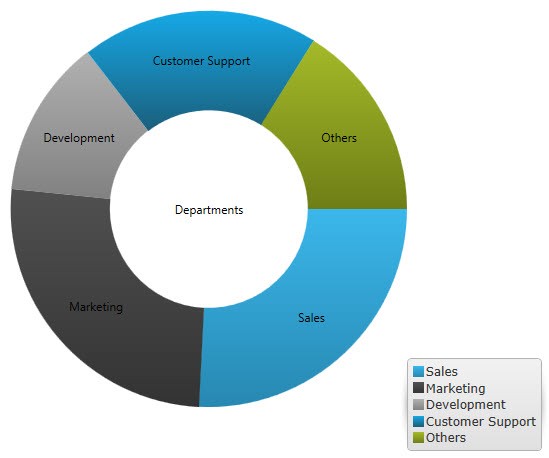 Customer Support
Development
Others
Departments
Marketing
Sales
Sales
Marketing
Development
Customer Support
Others